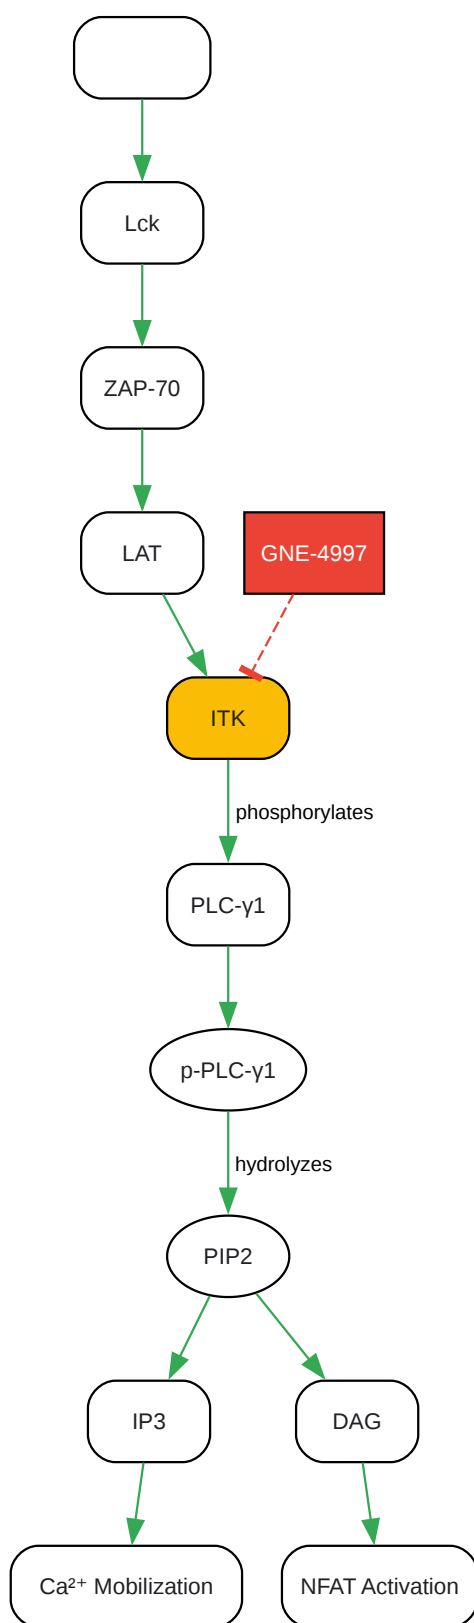 Lck
ZAP-70
LAT
GNE-4997
ITK
phosphorylates
PLC-γ1
p-PLC-γ1
hydrolyzes
PIP2
IP3
DAG
Ca²⁺ Mobilization
NFAT Activation